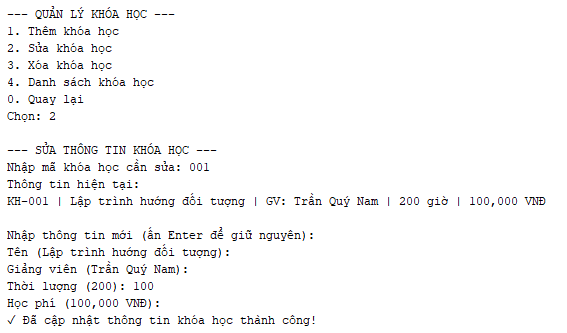 --- QUẢN LÝ KHÓA HỌC ---
1. Thêm khóa học
2. Sửa khóa học
3. Xóa khóa học
4. Danh sách khóa học
0. Quay lại
Chọn: 2
--- SỬA THÔNG TIN KHÓA HỌC ---
Nhập mã khóa học cần sửa: 001
Thông tin hiện tại:
KH-001 | Lập trình hướng đối tượng | GV: Trần Quý Nam | 200 giờ | 100,000 VNĐ
Nhập thông tin mới (ấn Enter để giữ nguyên):
Tên (Lập trình hướng đối tượng):
Giảng viên (Trần Quý Nam):
Thời lượng (200): 100
Học phí (100,000 VNĐ):
✓ Đã cập nhật thông tin khóa học thành công!